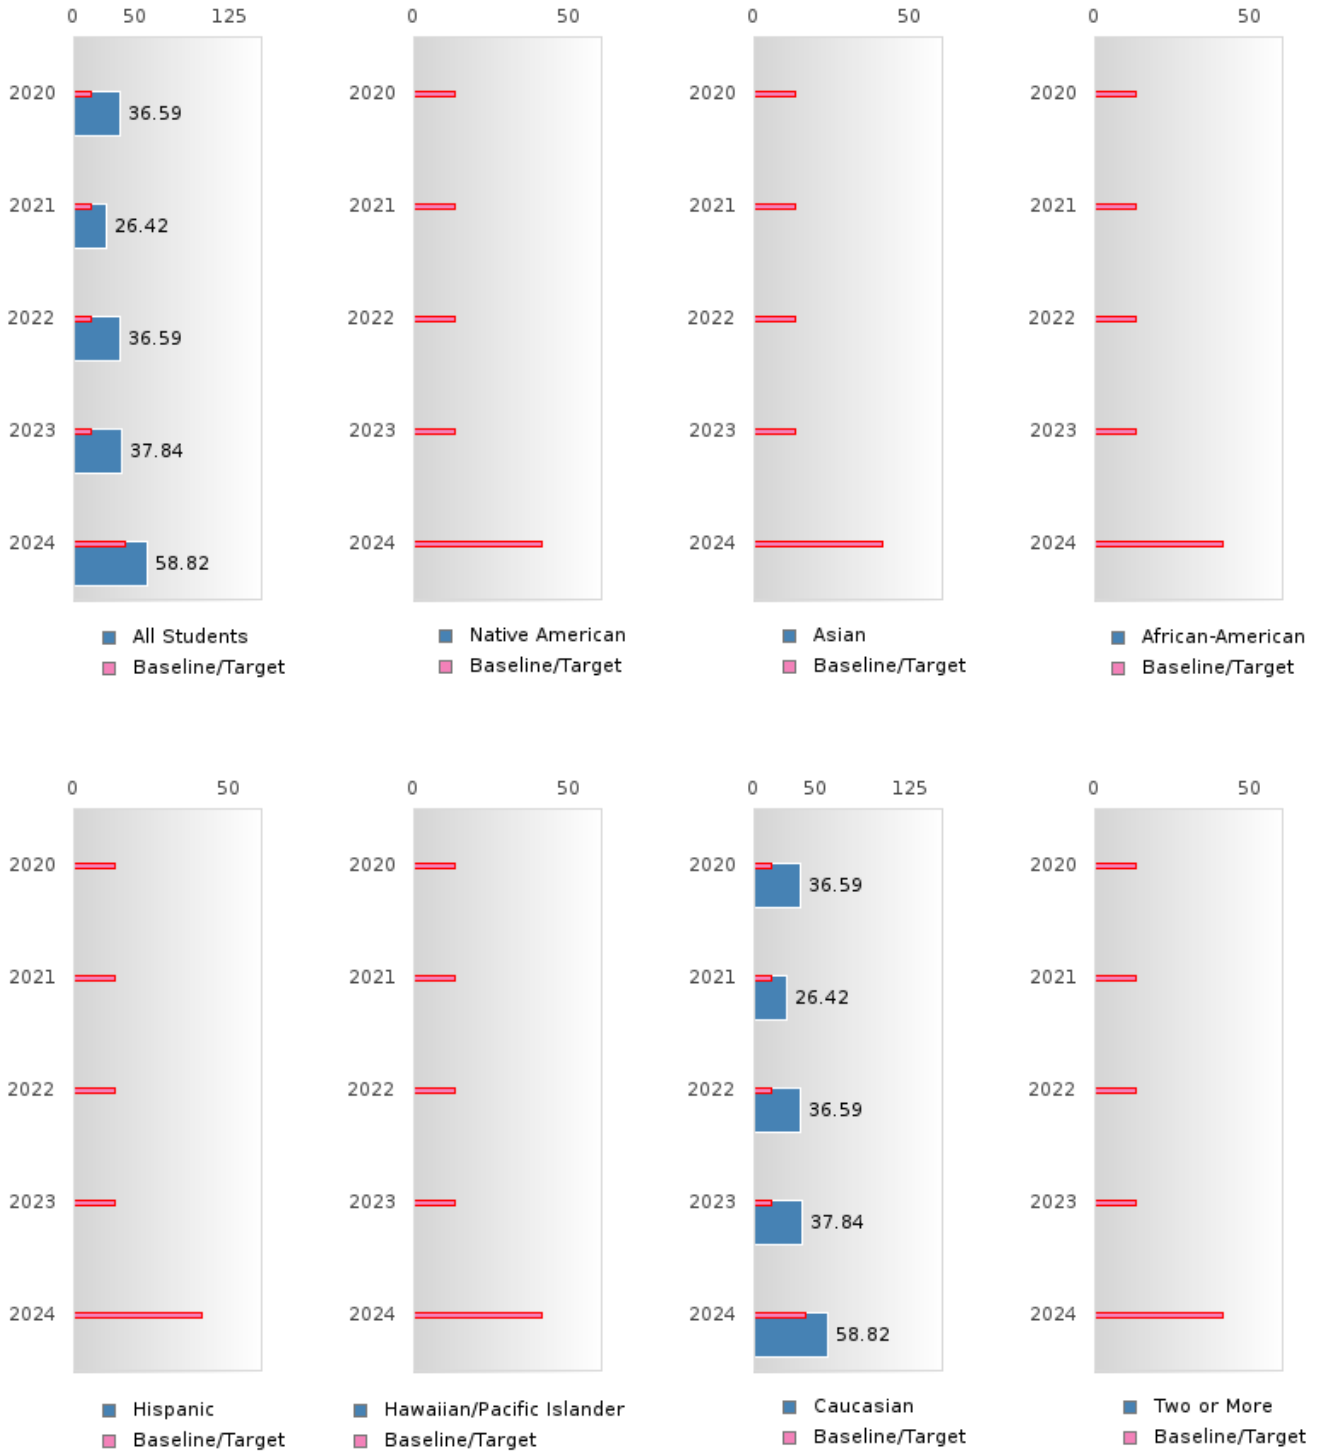 0 50 125
2020 36.59
2021 26.42
2022 36.59
2023 37.84
2024 58.82
All Students
Baseline/Target
0 50
2020
2021
2022
2023
2024
Native American
Baseline/Target
0 50
2020
2021
2022
2023
2024
Asian
Baseline/Target
0 50
2020
2021
2022
2023
2024
African-American
Baseline/Target
0 50
2020
2021
2022
2023
2024
Hispanic
Baseline/Target
0 50
2020
2021
2022
2023
2024
Hawaiian/Pacific Islander
Baseline/Target
0 50 125
2020 36.59
2021 26.42
2022 36.59
2023 37.84
2024 58.82
Caucasian
Baseline/Target
0 50
2020
2021
2022
2023
2024
Two or More
Baseline/Target